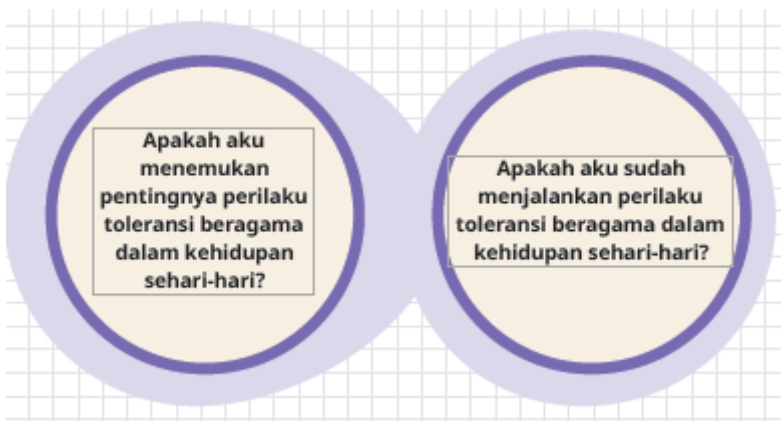 Apakah aku
menemukan
pentingnya perilaku
toleransi beragama
dalam kehidupan
sehari-hari?
Apakah aku sudah
menjalankan perilaku
toleransi beragama dalam
kehidupan sehari-hari?